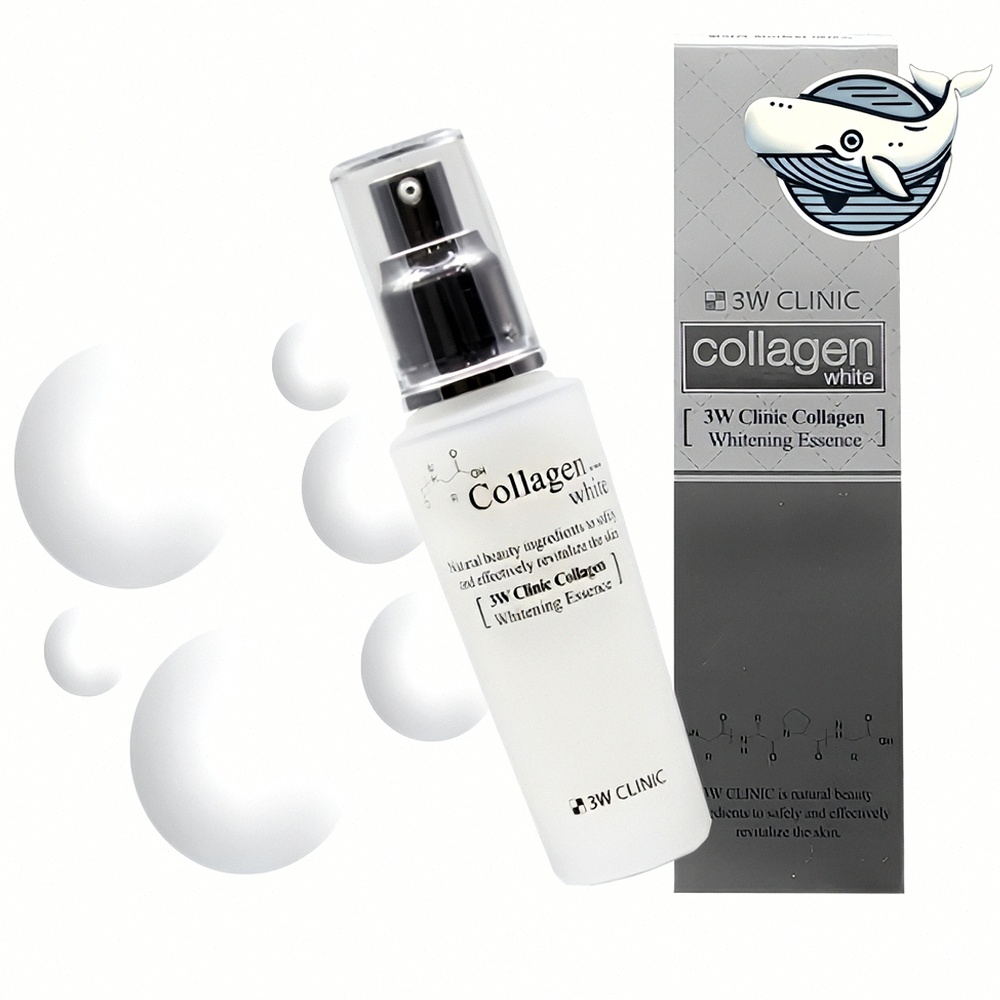 Collagen
white
Natural beauty ingredients to safely
and effectively revitalize the skin
[ 3W Clinic Collagen
Whitening Essence ]
3W CLINIC
3W CLINIC
collagen
white
[ 3W Clinic Collagen
Whitening Essence ]
O
R
O
N
O
OH
3W CLINIC is natural beauty
to safely and effectively
revitalize the skin.